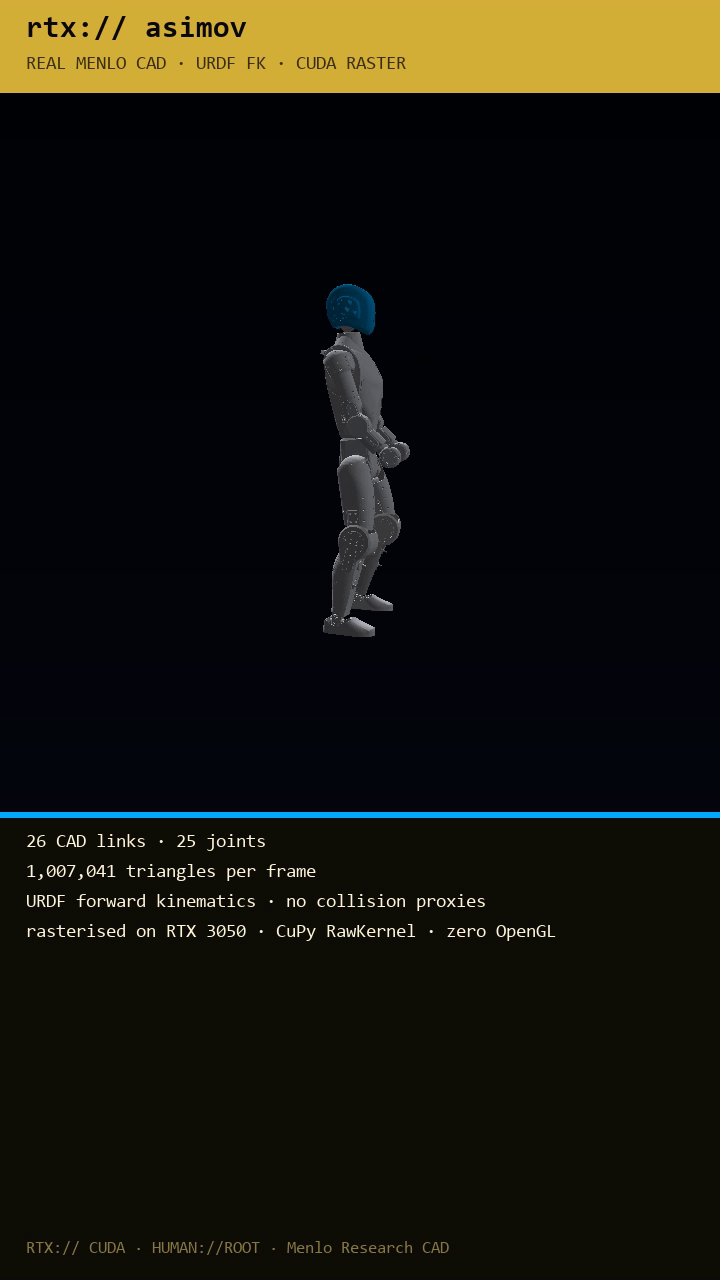 rtx:// asimov
REAL MENLO CAD · URDF FK · CUDA RASTER
26 CAD links · 25 joints
1,007,041 triangles per frame
URDF forward kinematics · no collision proxies
rasterised on RTX 3050 · CuPy RawKernel · zero OpenGL
RTX:// CUDA · HUMAN://ROOT · Menlo Research CAD